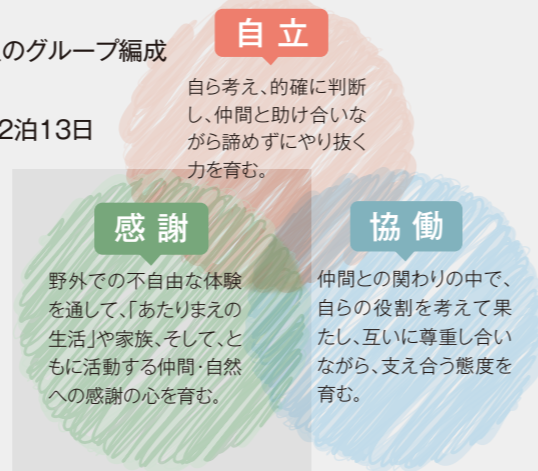 のグループ編成
2泊13日
自立
自ら考え、的確に判断
し、仲間と助け合いな
がら諦めずにやり抜く
力を育む。
感謝
野外での不自由な体験
を通して、「あたりまえの
生活」や家族、そして、と
もに活動する仲間・自然
への感謝の心を育む。
協働
仲間との関わりの中で、
自らの役割を考えて果
たし、互いに尊重し合い
ながら、支え合う態度を
育む。